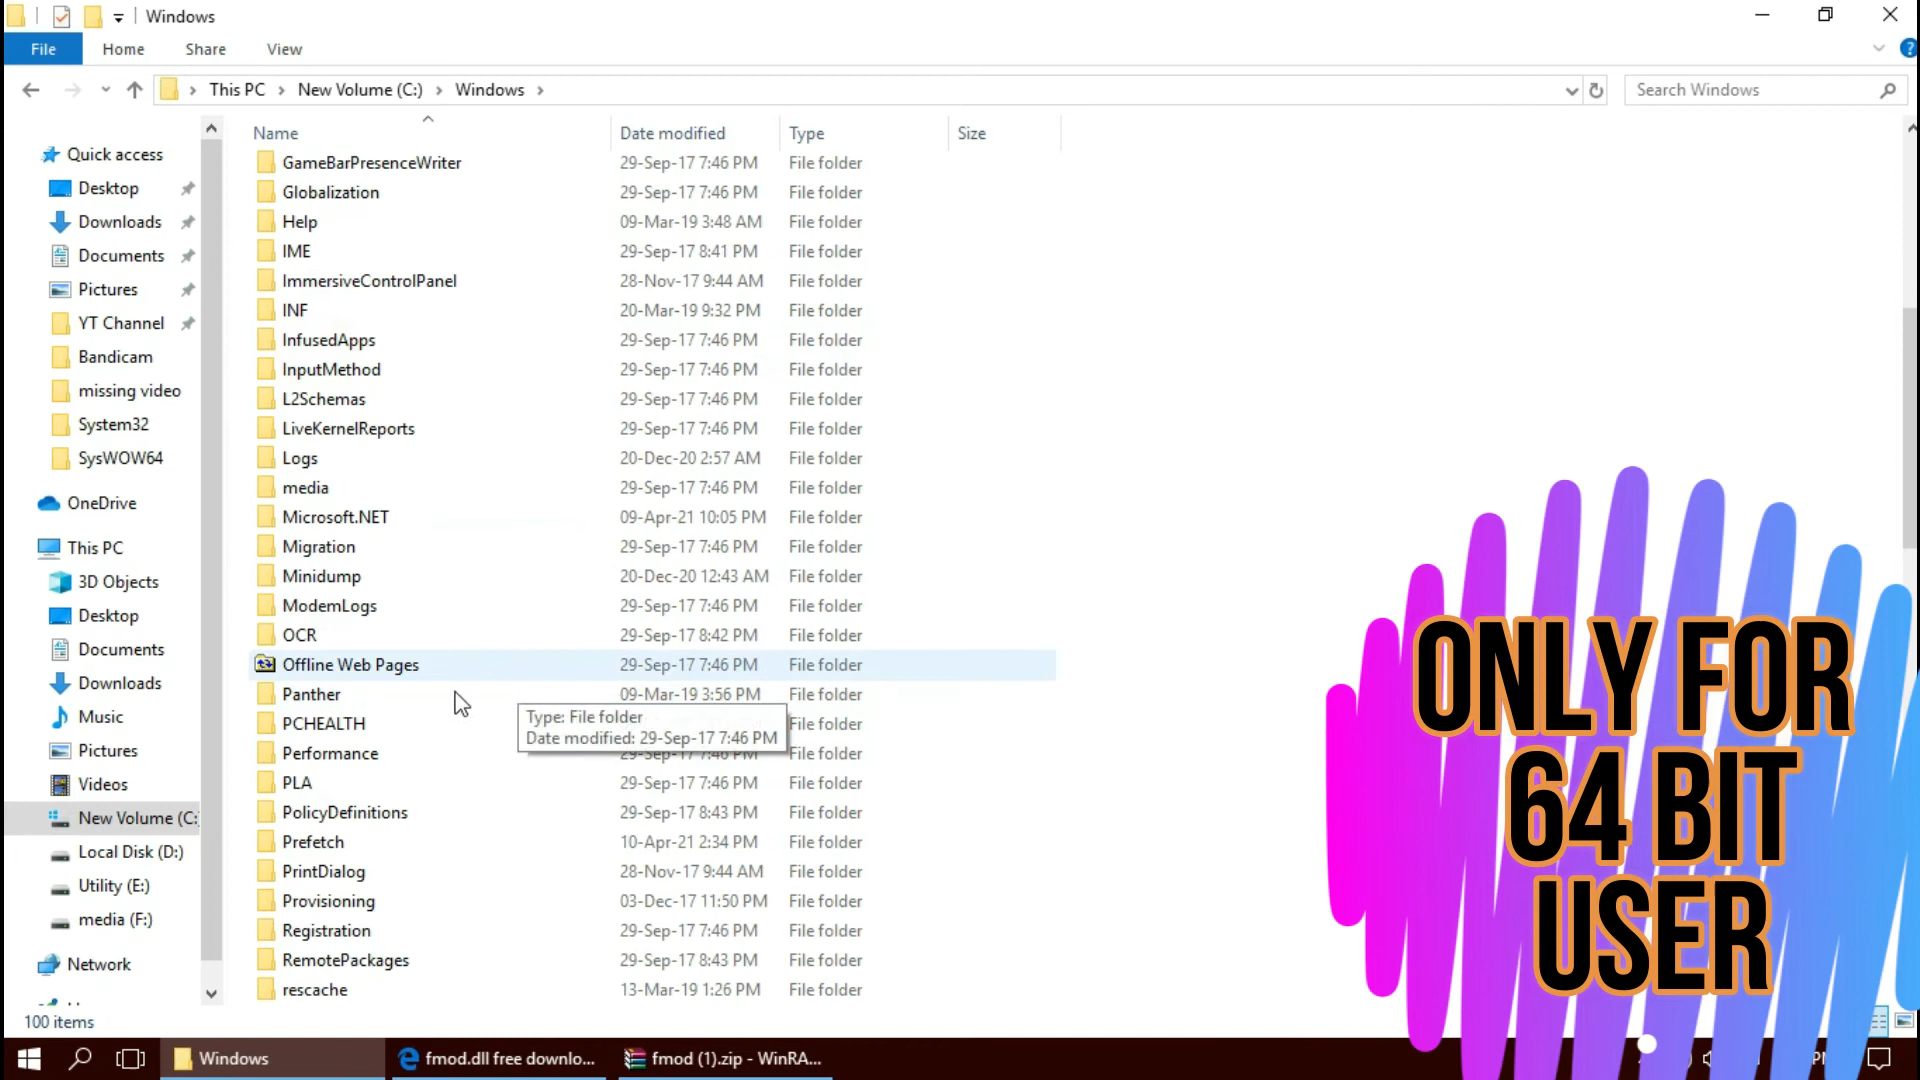 Windows
File Home Share View
This PC New Volume (C:) Windows
Search Windows
Quick access
Desktop
Downloads
Documents
Pictures
YT Channel
Bandicam
missing video
System32
SysWOW64
OneDrive
This PC
3D Objects
Desktop
Documents
Downloads
Music
Pictures
Videos
New Volume (C:
Local Disk (D:)
Utility (E:)
media (F:)
Network
Name Date modified Type Size
GameBarPresenceWriter 29-Sep-17 7:46 PM File folder
Globalization 29-Sep-17 7:46 PM File folder
Help 09-Mar-19 3:48 AM File folder
IME 29-Sep-17 8:41 PM File folder
ImmersiveControlPanel 28-Nov-17 9:44 AM File folder
INF 20-Mar-19 9:32 PM File folder
InfusedApps 29-Sep-17 7:46 PM File folder
InputMethod 29-Sep-17 7:46 PM File folder
L2Schemas 29-Sep-17 7:46 PM File folder
LiveKernelReports 29-Sep-17 7:46 PM File folder
Logs 20-Dec-20 2:57 AM File folder
media 29-Sep-17 7:46 PM File folder
Microsoft.NET 09-Apr-21 10:05 PM File folder
Migration 29-Sep-17 7:46 PM File folder
Minidump 20-Dec-20 12:43 AM File folder
ModemLogs 29-Sep-17 7:46 PM File folder
OCR 29-Sep-17 8:42 PM File folder
Offline Web Pages 29-Sep-17 7:46 PM File folder
Panther 09-Mar-19 3:56 PM File folder
PCHEALTH File folder
Type: File folder
Date modified: 29-Sep-17 7:46 PM
Performance 29-Sep-17 7:46 PM File folder
PLA 29-Sep-17 7:46 PM File folder
PolicyDefinitions 29-Sep-17 8:43 PM File folder
Prefetch 10-Apr-21 2:34 PM File folder
PrintDialog 28-Nov-17 9:44 AM File folder
Provisioning 03-Dec-17 11:50 PM File folder
Registration 29-Sep-17 7:46 PM File folder
RemotePackages 29-Sep-17 8:43 PM File folder
rescache 13-Mar-19 1:26 PM File folder
ONLY FOR
64 BIT
USER
100 items
Windows fmod.dll free downlo... fmod (1).zip - WinRA...